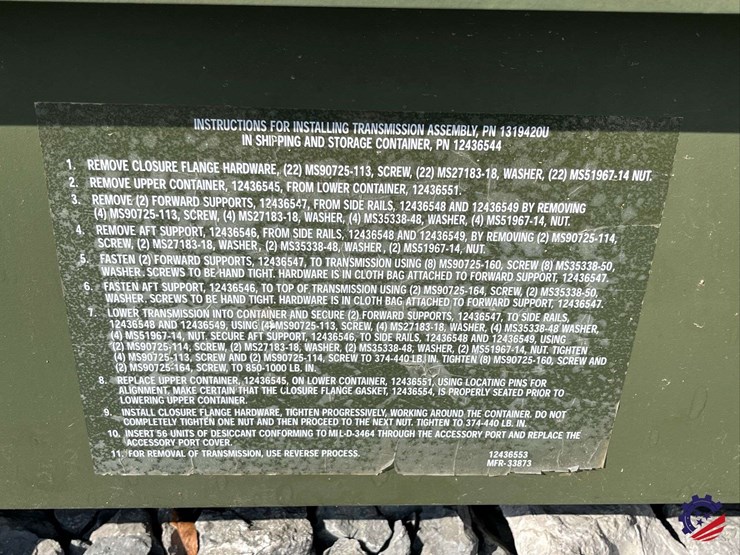 INSTRUCTIONS FOR INSTALLING TRANSMISSION ASSEMBLY, PN 1319420U
IN SHIPPING AND STORAGE CONTAINER, PN 12436544
1. REMOVE CLOSURE FLANGE HARDWARE, (22) MS90725-113, SCREW, (22) MS27183-18, WASHER, (22) MS51967-14 NUT.
2. REMOVE UPPER CONTAINER, 12436545, FROM LOWER CONTAINER, 12436551.
3. REMOVE (2) FORWARD SUPPORTS, 12436547, FROM SIDE RAILS, 12436548 AND 12436549 BY REMOVING
(4) MS90725-113, SCREW, (4) MS27183-18, WASHER, (4) MS35338-48, WASHER, (4) MS51967-14, NUT.
4. REMOVE AFT SUPPORT, 12436546, FROM SIDE RAILS, 12436548 AND 12436549, BY REMOVING (2) MS90725-114,
SCREW, (2) MS27183-18, WASHER, (2) MS35338-48, WASHER, (2) MS51967-14, NUT.
5. FASTEN (2) FORWARD SUPPORTS, 12436547, TO TRANSMISSION USING (8) MS90725-160, SCREW (8) MS35338-50,
WASHER. SCREWS TO BE HAND TIGHT. HARDWARE IS IN CLOTH BAG ATTACHED TO FORWARD SUPPORT, 12436547.
6. FASTEN AFT SUPPORT, 12436546, TO TOP OF TRANSMISSION USING (2) MS90725-164, SCREW, (2) MS35338-50,
WASHER. SCREWS TO BE HAND TIGHT. HARDWARE IS IN CLOTH BAG ATTACHED TO FORWARD SUPPORT, 12436547.
7. LOWER TRANSMISSION INTO CONTAINER AND SECURE (2) FORWARD SUPPORTS, 12436547, TO SIDE RAILS,
12436548 AND 12436549, USING (4) MS90725-113, SCREW, (4) MS27183-18, WASHER, (4) MS35338-48 WASHER,
(4) MS51967-14, NUT. SECURE AFT SUPPORT, 12436546, TO SIDE RAILS, 12436548 AND 12436549, USING
(2) MS90725-114, SCREW, (2) MS27183-18, WASHER, (2) MS35338-48, WASHER, (2) MS51967-14, NUT. TIGHTEN
(4) MS90725-113, SCREW AND (2) MS90725-114, SCREW TO 374-440 LB. IN. TIGHTEN (8) MS90725-160, SCREW AND
(2) MS90725-164, SCREW, TO 850-1000 LB. IN.
8. REPLACE UPPER CONTAINER, 12436545, ON LOWER CONTAINER, 12436551, USING LOCATING PINS FOR
ALIGNMENT. MAKE CERTAIN THAT THE CLOSURE FLANGE GASKET, 12436554, IS PROPERLY SEATED PRIOR TO
LOWERING UPPER CONTAINER.
9. INSTALL CLOSURE FLANGE HARDWARE, TIGHTEN PROGRESSIVELY, WORKING AROUND THE CONTAINER. DO NOT
COMPLETELY TIGHTEN ONE NUT AND THEN PROCEED TO THE NEXT NUT. TIGHTEN TO 374-440 LB. IN.
10. INSERT 56 UNITS OF DESICCANT CONFORMING TO MIL-D-3464 THROUGH THE ACCESSORY PORT AND REPLACE THE
ACCESSORY PORT COVER.
11. FOR REMOVAL OF TRANSMISSION, USE REVERSE PROCESS.
12436553
MFR-33873